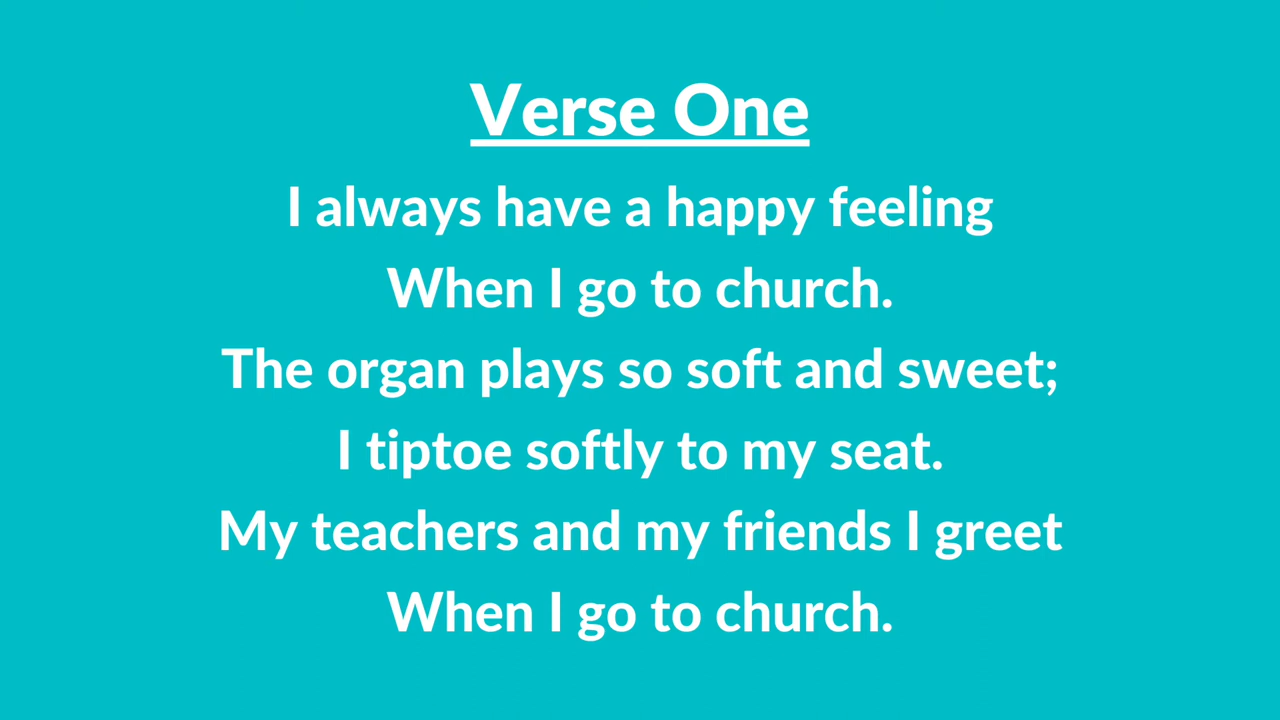 Verse One
I always have a happy feeling
When I go to church.
The organ plays so soft and sweet;
I tiptoe softly to my seat.
My teachers and my friends I greet
When I go to church.